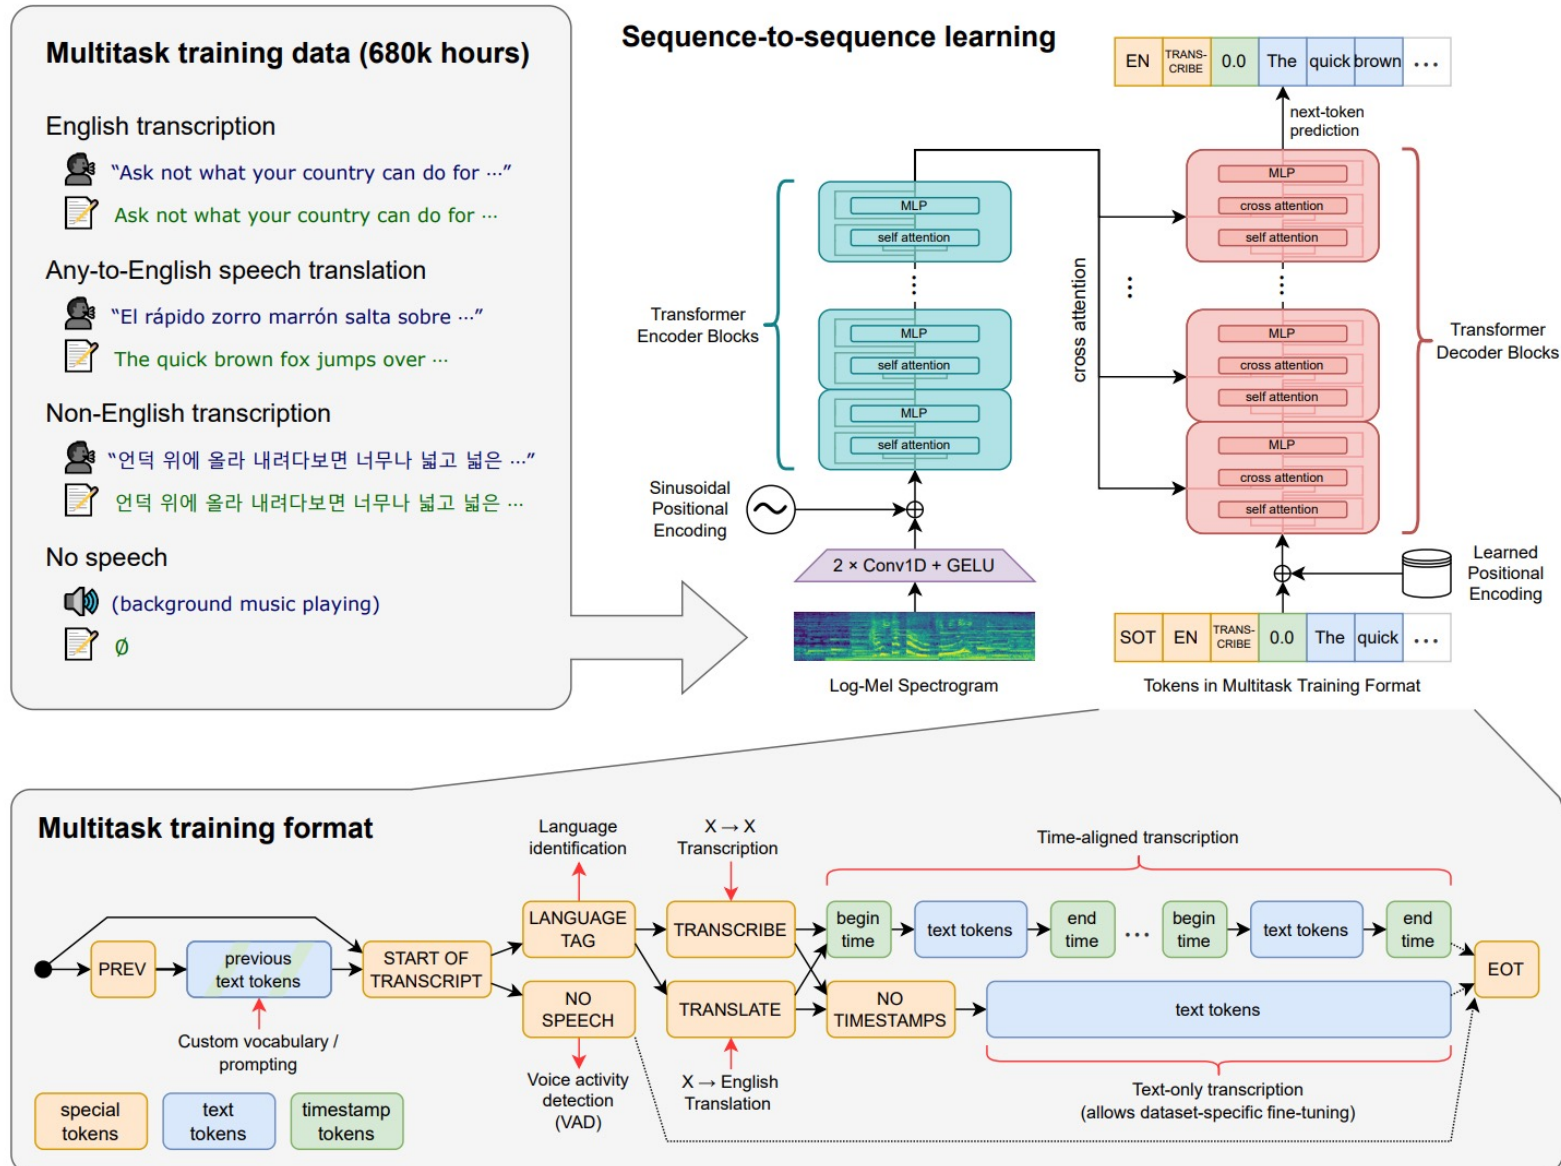 Multitask training data (680k hours)
English transcription
“Ask not what your country can do for ⋯”
Ask not what your country can do for ⋯
Any-to-English speech translation
“El rápido zorro marrón salta sobre ⋯”
The quick brown fox jumps over ⋯
Non-English transcription
“언덕 위에 올라 내려다보면 너무나 넓고 넓은 ⋯”
언덕 위에 올라 내려다보면 너무나 넓고 넓은 ⋯
No speech
(background music playing)
∅
Sequence-to-sequence learning
EN
TRANS-
CRIBE
0.0
The
quick
brown
⋯
next-token
prediction
MLP
self attention
⋮
MLP
self attention
MLP
self attention
Transformer
Encoder Blocks
Sinusoidal
Positional
Encoding
2 × Conv1D + GELU
Log-Mel Spectrogram
cross attention
⋮
MLP
cross attention
self attention
⋮
MLP
cross attention
self attention
MLP
cross attention
self attention
Transformer
Decoder Blocks
Learned
Positional
Encoding
SOT
EN
TRANS-
CRIBE
0.0
The
quick
⋯
Tokens in Multitask Training Format
Multitask training format
Language
identification
X → X
Transcription
Time-aligned transcription
PREV
previous
text tokens
START OF
TRANSCRIPT
LANGUAGE
TAG
NO
SPEECH
TRANSCRIBE
TRANSLATE
begin
time
text tokens
end
time
⋯
begin
time
text tokens
end
time
NO
TIMESTAMPS
text tokens
EOT
Custom vocabulary /
prompting
Voice activity
detection
(VAD)
X → English
Translation
Text-only transcription
(allows dataset-specific fine-tuning)
special
tokens
text
tokens
timestamp
tokens